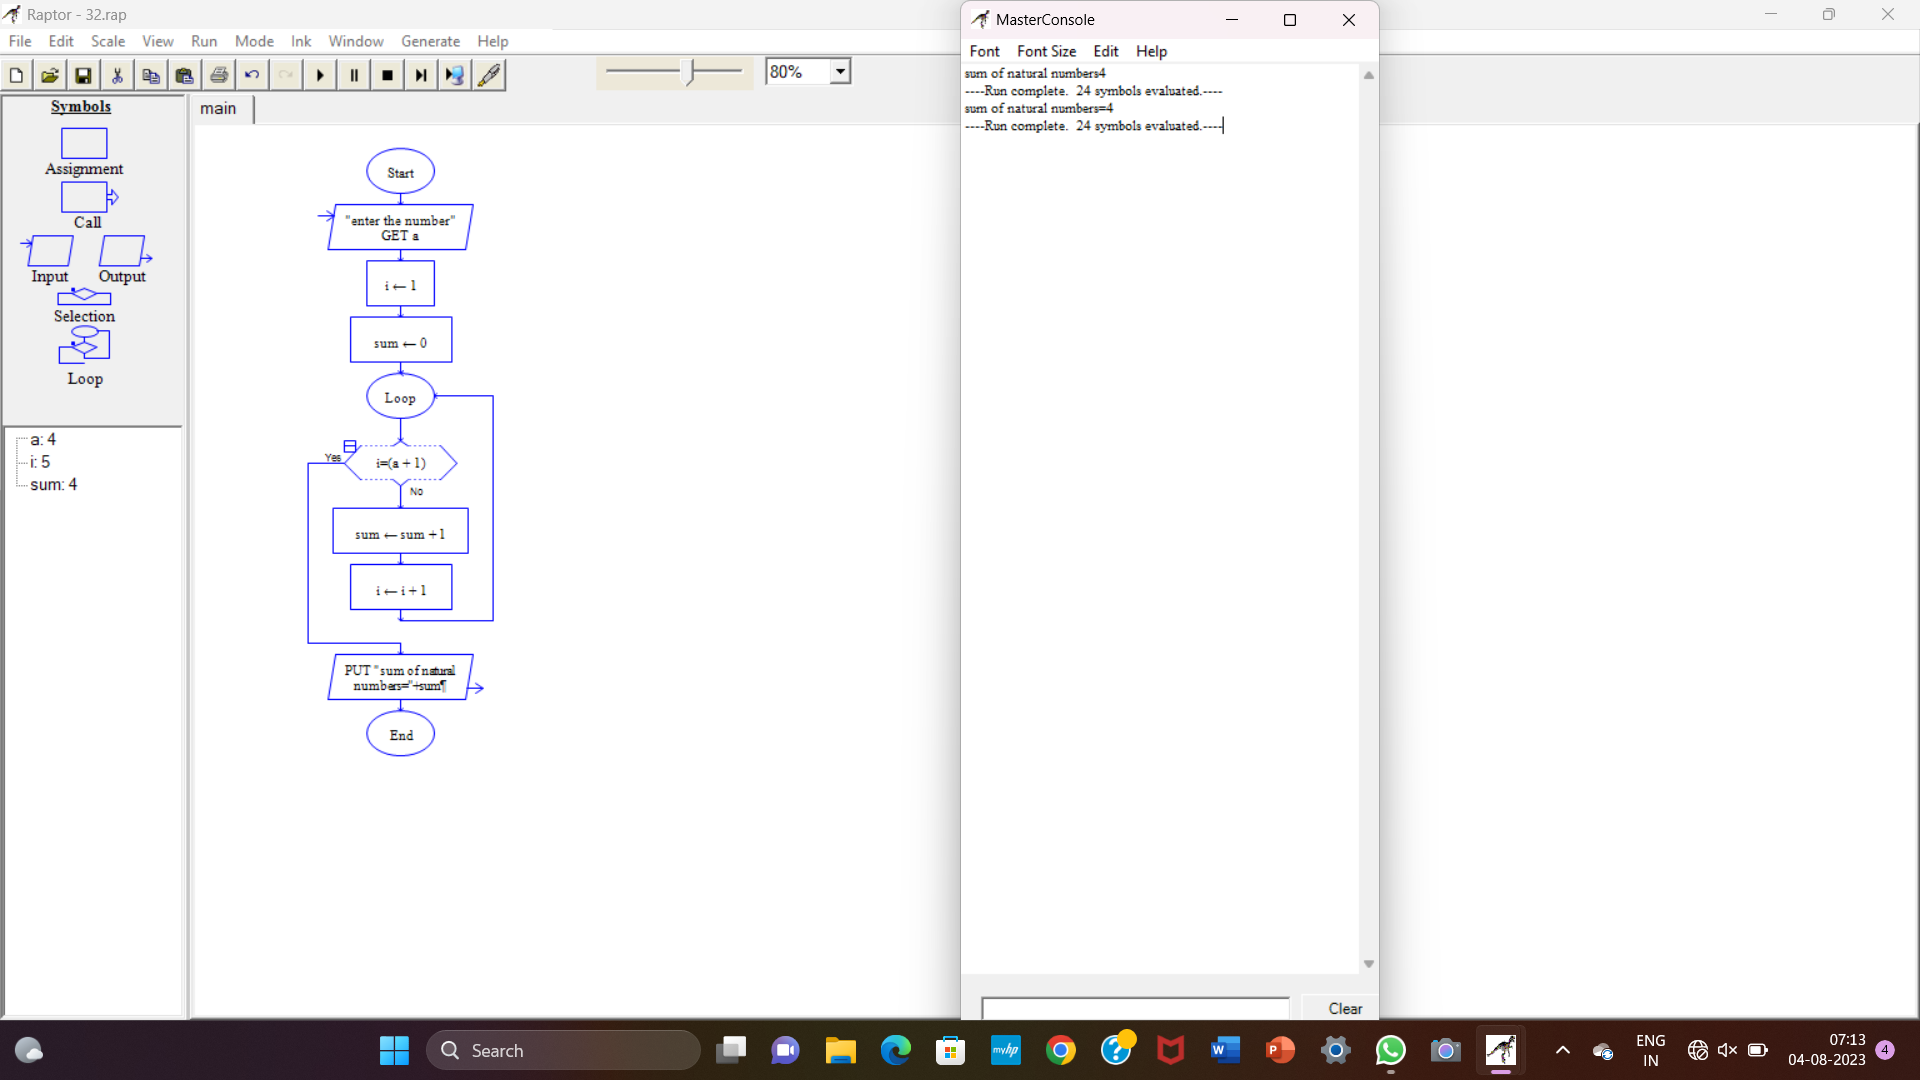 Raptor - 32.rap
File Edit Scale View Run Mode Ink Window Generate Help
80%
Symbols
Assignment
Call
Input Output
Selection
Loop
a: 4
i: 5
sum: 4
main
Start
"enter the number"
GET a
i ← 1
sum ← 0
Loop
Yes
i=(a + 1)
No
sum ← sum + 1
i ← i + 1
PUT "sum of natural
numbers="+sum¶
End
MasterConsole
Font Font Size Edit Help
sum of natural numbers4
----Run complete.  24 symbols evaluated.----
sum of natural numbers=4
----Run complete.  24 symbols evaluated.----
Clear
Search
myhp
W
P
ENG
IN
07:13
04-08-2023
4